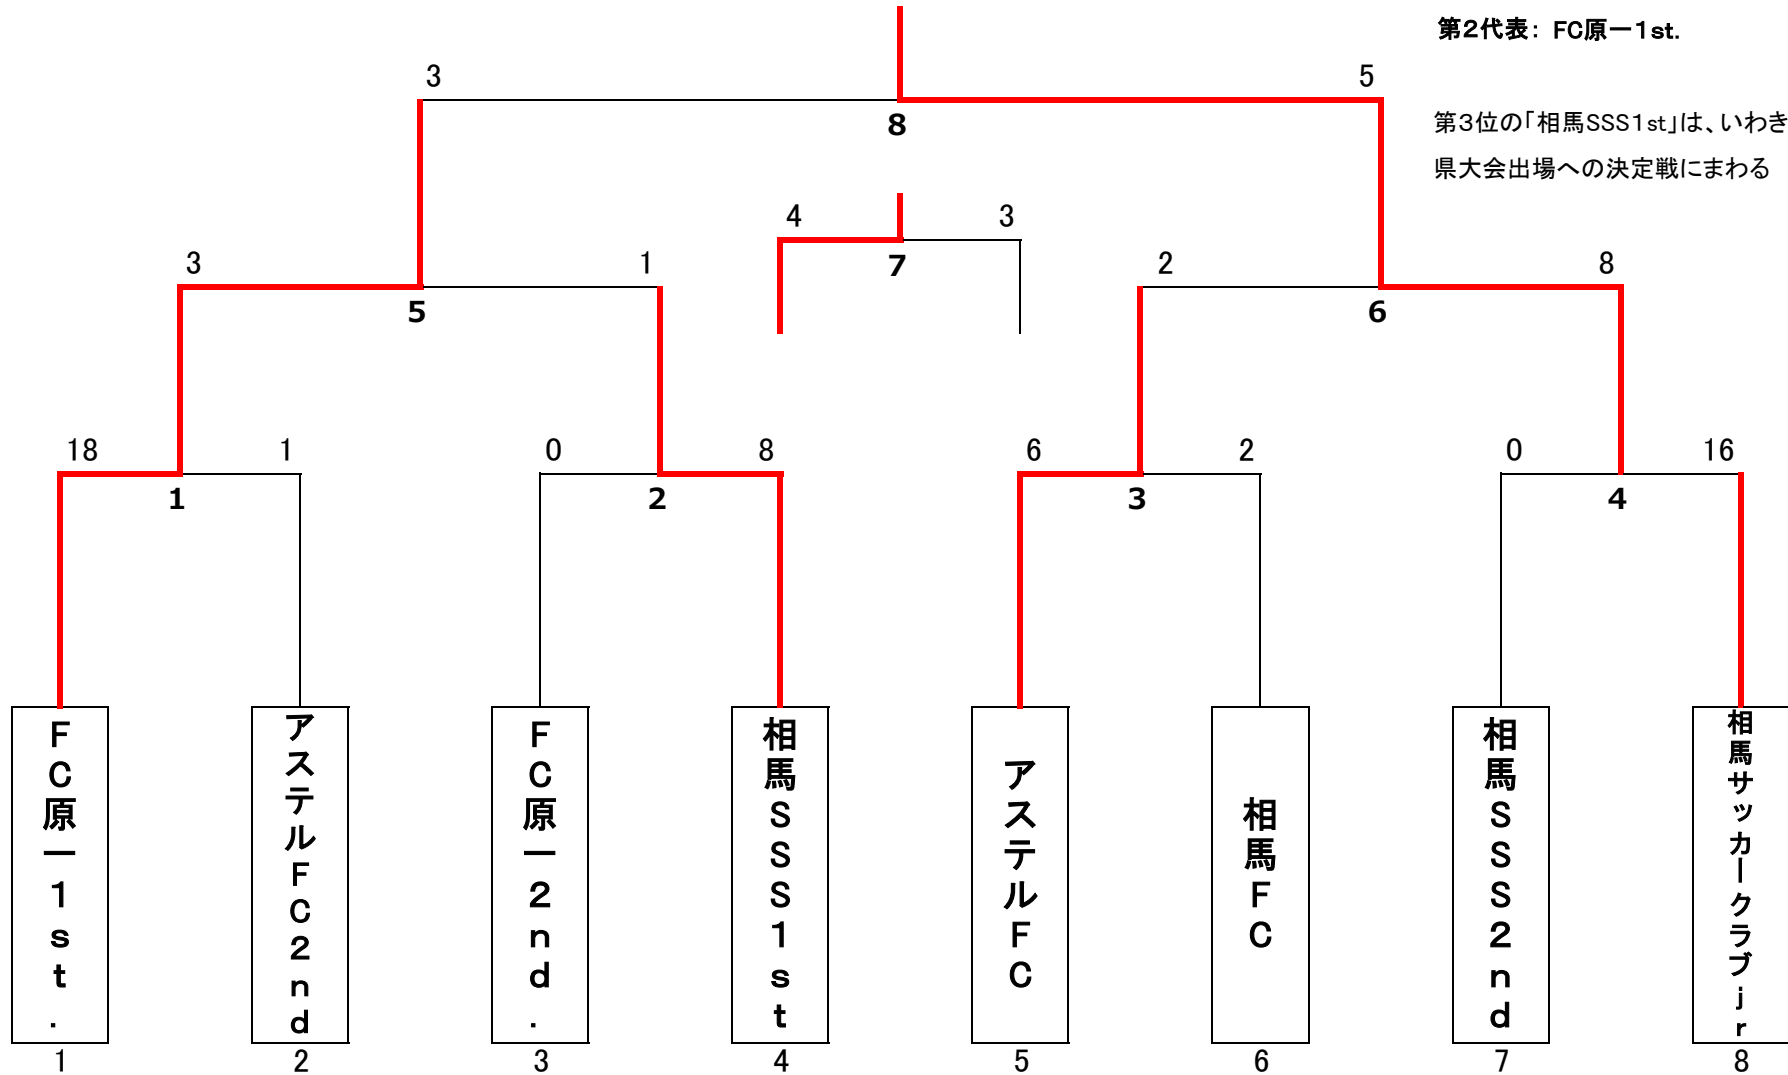 第2代表： FC原一1st.
3
5
8
第3位の「相馬SSS1st」は、いわき
県大会出場への決定戦にまわる
4
3
7
3
1
5
2
8
6
18
1
1
0
8
2
6
2
3
0
16
4
FC原一1st.
アステルFC2nd
FC原一2nd.
相馬SSS1st
アステルFC
相馬FC
相馬SSS2nd
相馬サッカークラブjr
1
2
3
4
5
6
7
8